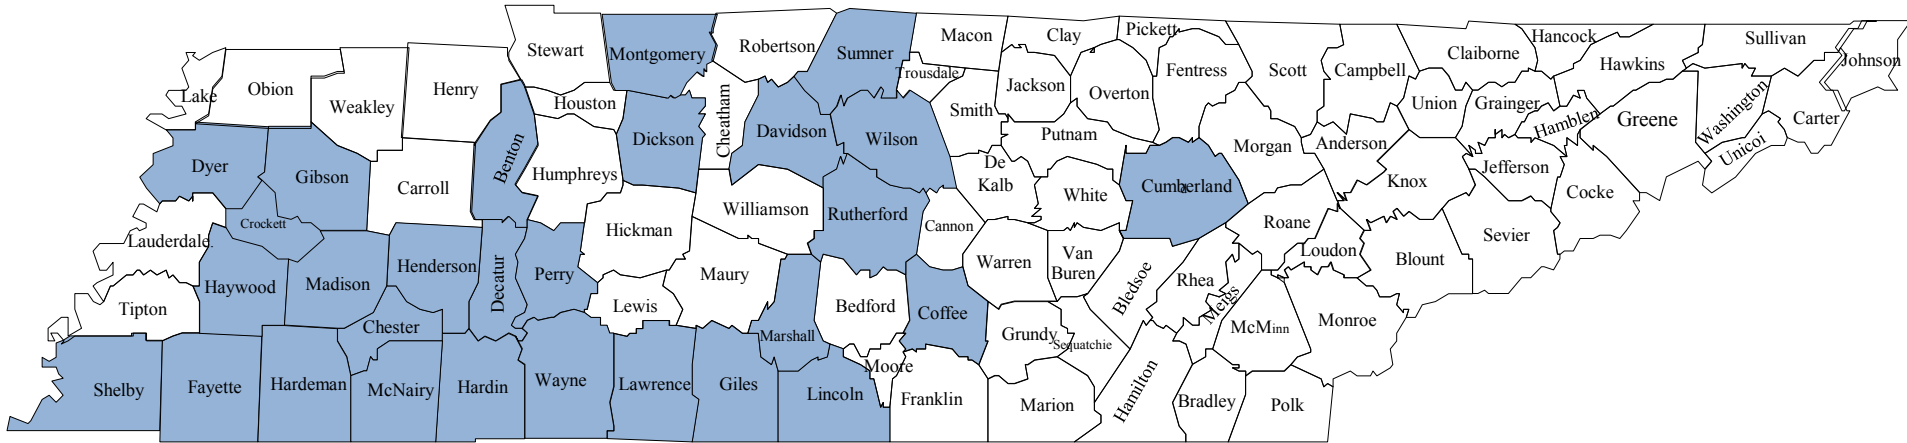 Lake
Obion
Weakley
Henry
Stewart
Montgomery
Robertson
Sumner
Macon
Clay
Pickett
Trousdale
Jackson
Overton
Fentress
Scott
Campbell
Claiborne
Hancock
Hawkins
Sullivan
Johnson
Houston
Dickson
Cheatham
Davidson
Wilson
Smith
Putnam
Morgan
Anderson
Union
Grainger
Hamblen
Greene
Washington
Unicoi
Carter
Dyer
Gibson
Carroll
Benton
Humphreys
Williamson
Rutherford
Cannon
De
Kalb
White
Cumberland
Roane
Knox
Jefferson
Cocke
Crockett
Lauderdale.
Haywood
Madison
Henderson
Decatur
Perry
Hickman
Lewis
Maury
Bedford
Coffee
Warren
Van
Buren
Bledsoe
Rhea
Meigs
Loudon
Blount
Sevier
Tipton
Chester
Marshall
Moore
Grundy
Sequatchie
McMinn
Monroe
Shelby
Fayette
Hardeman
McNairy
Hardin
Wayne
Lawrence
Giles
Lincoln
Franklin
Marion
Hamilton
Bradley
Polk